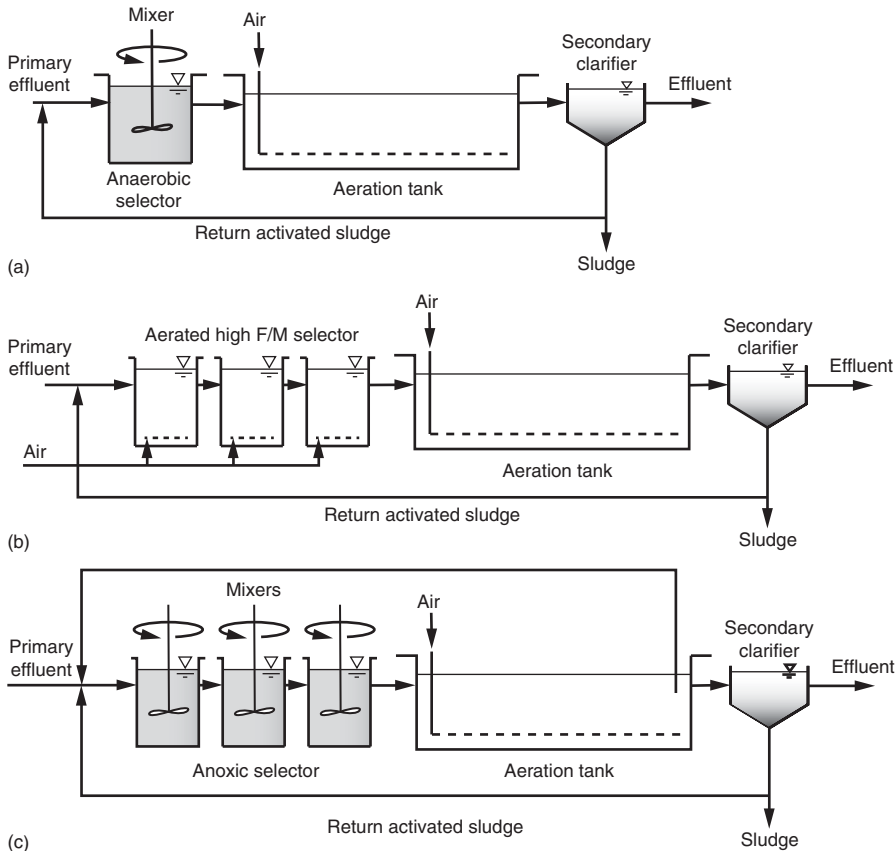 Mixer
Air
Primary
effluent
Secondary
clarifier
Effluent
Anaerobic
selector
Aeration tank
Return activated sludge
Sludge
(a)
Air
Aerated high F/M selector
Primary
effluent
Secondary
clarifier
Effluent
Air
Aeration tank
Return activated sludge
Sludge
(b)
Mixers
Air
Primary
effluent
Secondary
clarifier
Effluent
Anoxic selector
Aeration tank
Return activated sludge
Sludge
(c)